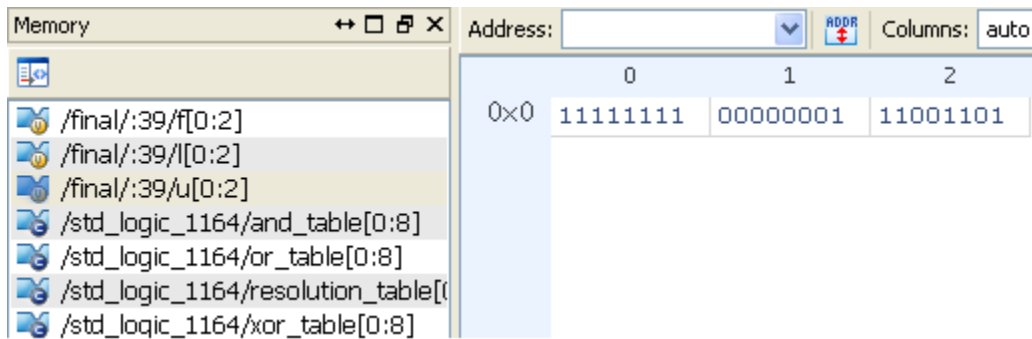 Memory
/final/:39/f[0:2]
/final/:39/l[0:2]
/final/:39/u[0:2]
/std_logic_1164/and_table[0:8]
/std_logic_1164/or_table[0:8]
/std_logic_1164/resolution_table[(
/std_logic_1164/xor_table[0:8]
Address: ADDR Columns: auto
0 1 2
0x0 11111111 00000001 11001101